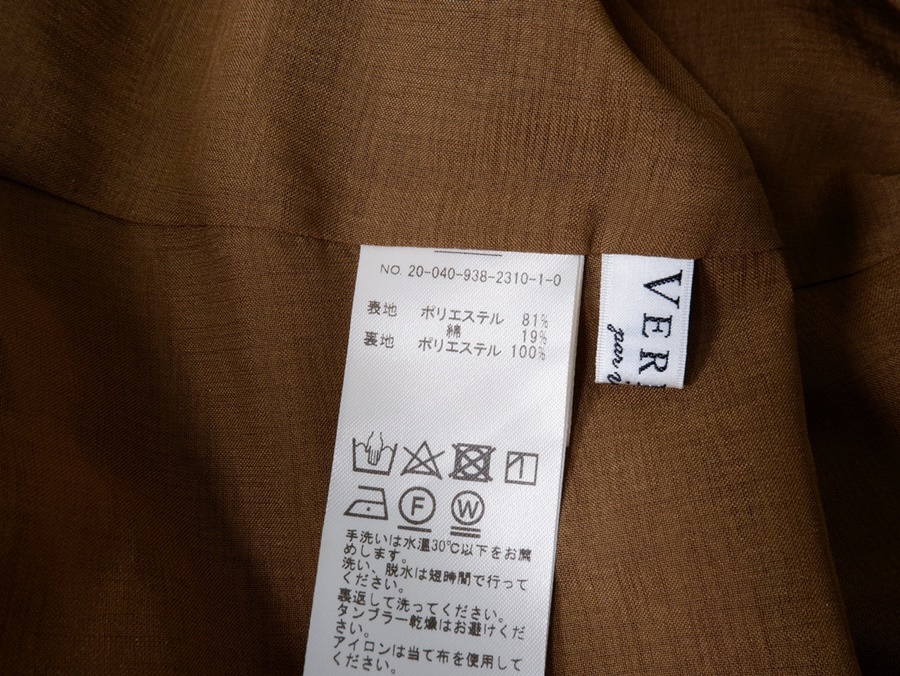 NO. 20-040-938-2310-1-0
表地 ポリエステル 81%
綿 19%
裏地 ポリエステル 100%
F W
手洗いは水温30℃以下をお薦
めします。
洗い、脱水は短時間で行って
ください。
裏返して洗ってください。
タンブラー乾燥はお避けくだ
さい。
アイロンは当て布を使用して
ください。
VER
par